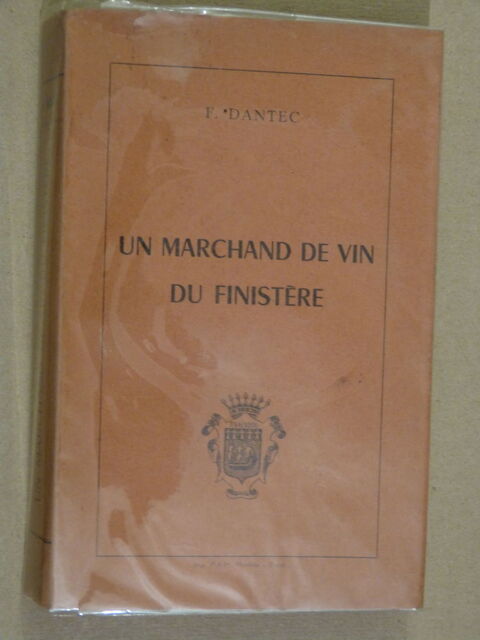 F. DANTEC
UN MARCHAND DE VIN
DU FINISTÈRE